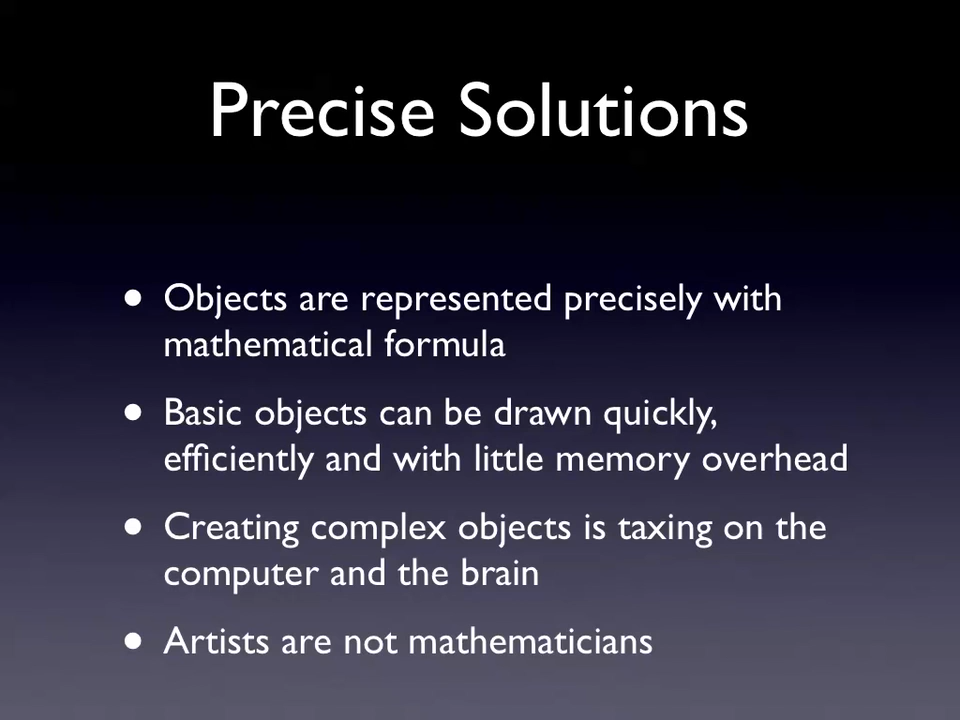 Precise Solutions
• Objects are represented precisely with
mathematical formula
• Basic objects can be drawn quickly,
efficiently and with little memory overhead
• Creating complex objects is taxing on the
computer and the brain
• Artists are not mathematicians